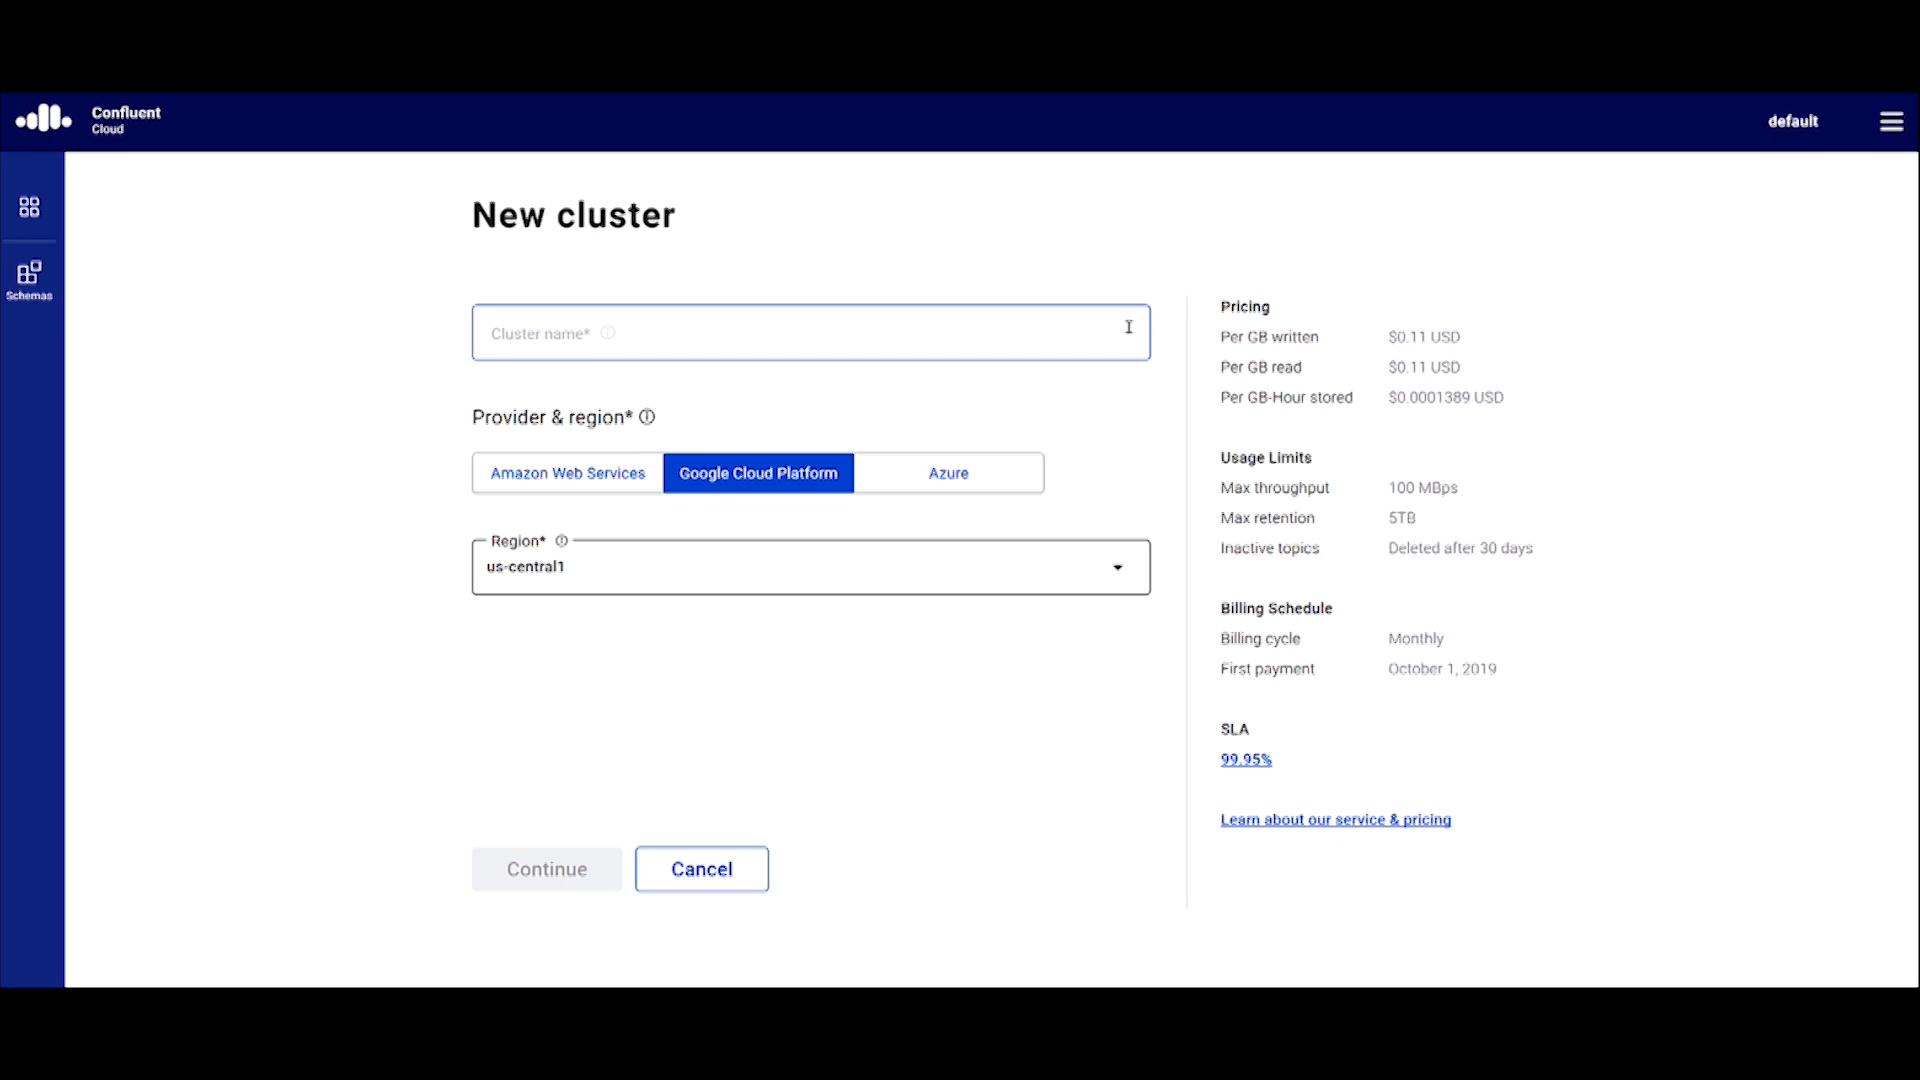 Confluent
Cloud
default
Schemas
New cluster
Cluster name*
Provider & region*
Amazon Web Services
Google Cloud Platform
Azure
Region*
us-central1
Continue
Cancel
Pricing
Per GB written $0.11 USD
Per GB read $0.11 USD
Per GB-Hour stored $0.0001389 USD
Usage Limits
Max throughput 100 MBps
Max retention 5TB
Inactive topics Deleted after 30 days
Billing Schedule
Billing cycle Monthly
First payment October 1, 2019
SLA
99.95%
Learn about our service & pricing